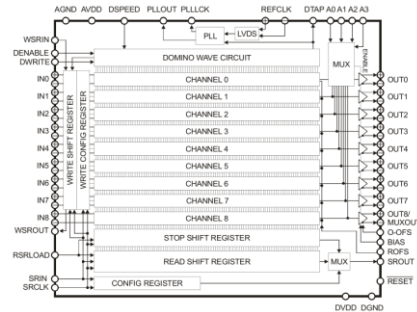 AGND AVDD DSPEED PLLOUT PLLLCK REFCLK DTAP A0 A1 A2 A3
PLL LVDS
WSRIN
DENABLE
DWRITE
DOMINO WAVE CIRCUIT
MUX
ENABLE
WRITE SHIFT REGISTER
WRITE CONFIG REGISTER
IN0 CHANNEL 0 OUT0
IN1 CHANNEL 1 OUT1
IN2 CHANNEL 2 OUT2
IN3 CHANNEL 3 OUT3
IN44 CHANNEL 4 OUT4
IN5 CHANNEL 5 OUT5
IN6 CHANNEL 6 OUT6
IN7 CHANNEL 7 OUT7
IN8 CHANNEL 8 OUT8/
MUXOUT
WSROUT STOP SHIFT REGISTER O-OFS
BIAS
ROFS
RSRLOAD READ SHIFT REGISTER MUX SROUT
SRIN CONFIG REGISTER RESET
SRCLK
DVDD DGND